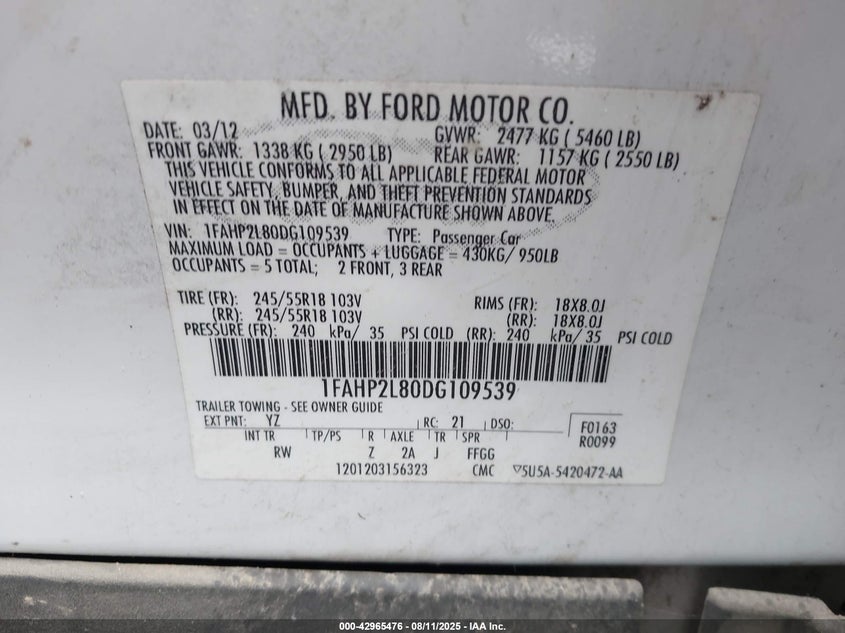 MFD. BY FORD MOTOR CO.
DATE: 03/12 GVWR: 2477 KG ( 5460 LB)
FRONT GAWR: 1338 KG ( 2950 LB) REAR GAWR: 1157 KG ( 2550 LB)
THIS VEHICLE CONFORMS TO ALL APPLICABLE FEDERAL MOTOR
VEHICLE SAFETY, BUMPER, AND THEFT PREVENTION STANDARDS
IN EFFECT ON THE DATE OF MANUFACTURE SHOWN ABOVE.
VIN: 1FAHP2L80DG109539 TYPE: Passenger Car
MAXIMUM LOAD = OCCUPANTS + LUGGAGE = 430KG/ 950LB
OCCUPANTS = 5 TOTAL; 2 FRONT, 3 REAR
TIRE (FR): 245/55R18 103V RIMS (FR): 18X8.0J
(RR): 245/55R18 103V (RR): 18X8.0J
PRESSURE (FR): 240 kPa/ 35 PSI COLD (RR): 240 kPa/ 35 PSI COLD
1FAHP2L80DG109539
TRAILER TOWING - SEE OWNER GUIDE
EXT PNT: YZ RC: 21 DSO: F0163
INT TR TP/PS R AXLE TR SPR R0099
RW Z 2A J FFGG
1201203156323 CMC 5U5A-5420472-AA
000-42965476 - 08/11/2025 - IAA Inc.